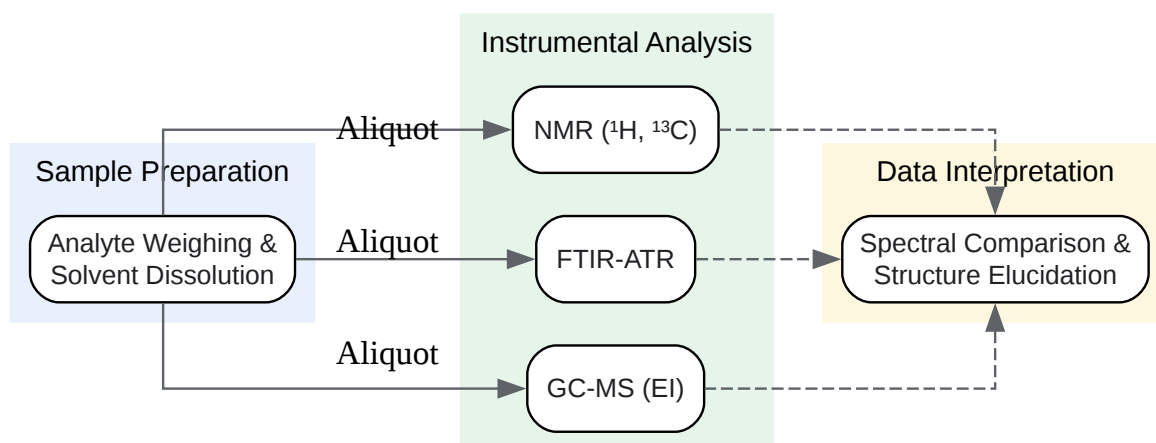 Instrumental Analysis
Aliquot
NMR (¹H, ¹³C)
Sample Preparation
Data Interpretation
Analyte Weighing &
Solvent Dissolution
Aliquot
FTIR-ATR
Spectral Comparison &
Structure Elucidation
Aliquot
GC-MS (EI)